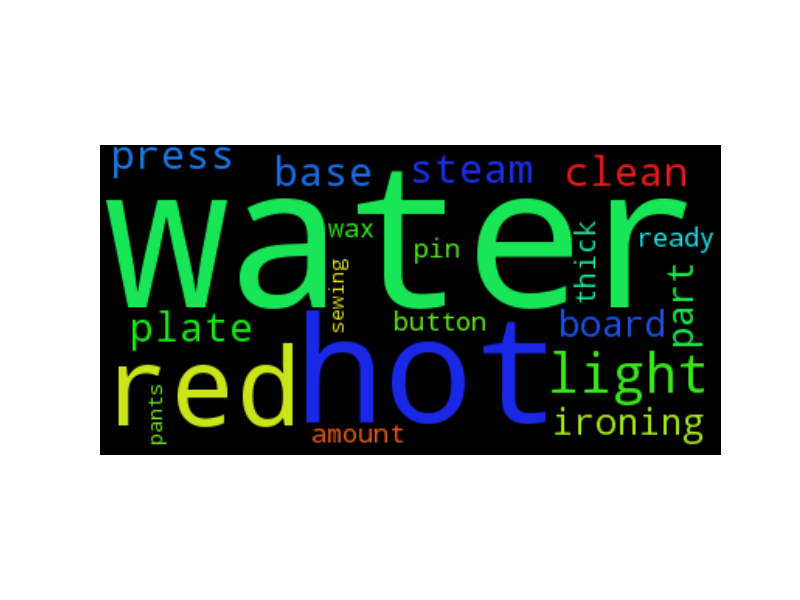 press
base
steam
clean
water
wax
pin
thick
ready
sewing
part
plate
button
board
red
hot
light
pants
amount
ironing